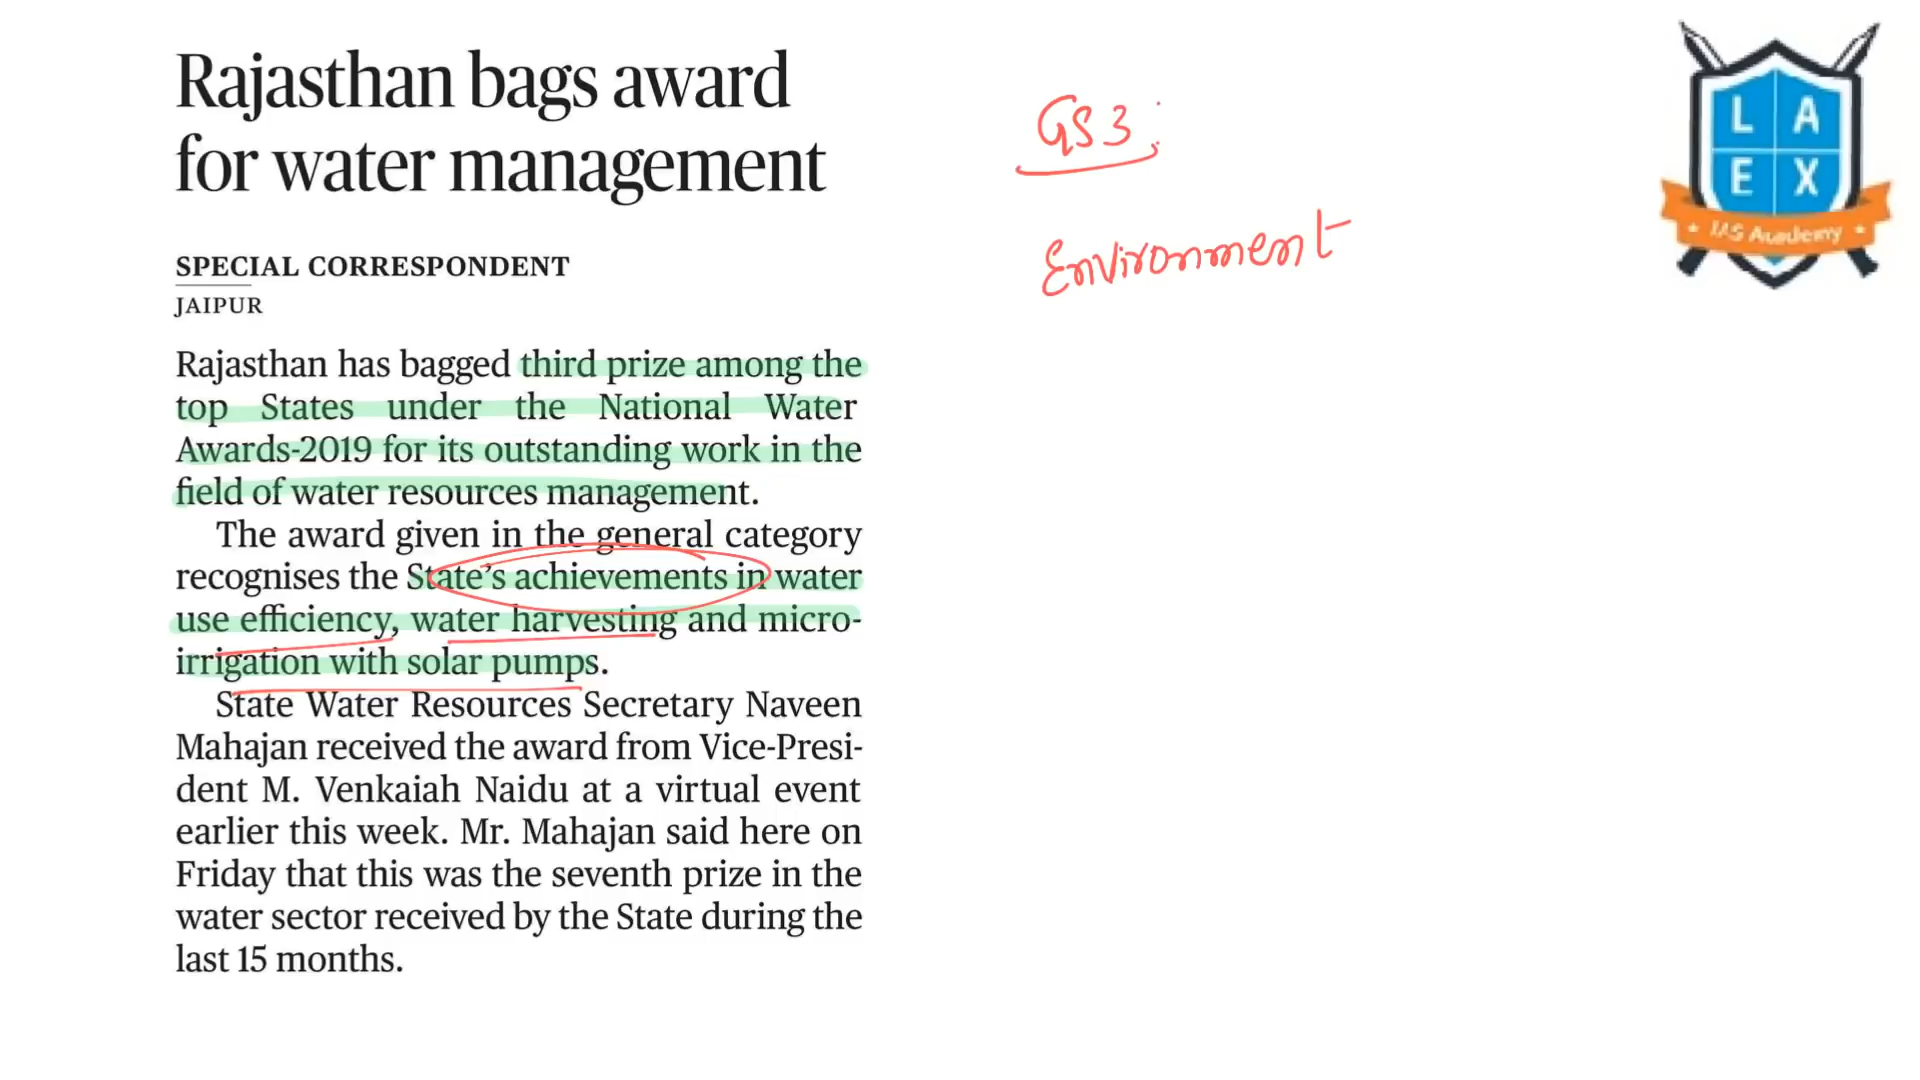 Rajasthan bags award
for water management
SPECIAL CORRESPONDENT
JAIPUR
Rajasthan has bagged third prize among the
top States under the National Water
Awards-2019 for its outstanding work in the
field of water resources management.
The award given in the general category
recognises the State’s achievements in water
use efficiency, water harvesting and micro-
irrigation with solar pumps.
State Water Resources Secretary Naveen
Mahajan received the award from Vice-Presi-
dent M. Venkaiah Naidu at a virtual event
earlier this week. Mr. Mahajan said here on
Friday that this was the seventh prize in the
water sector received by the State during the
last 15 months.
GS 3:
Environment
L A
E X
IAS Academy